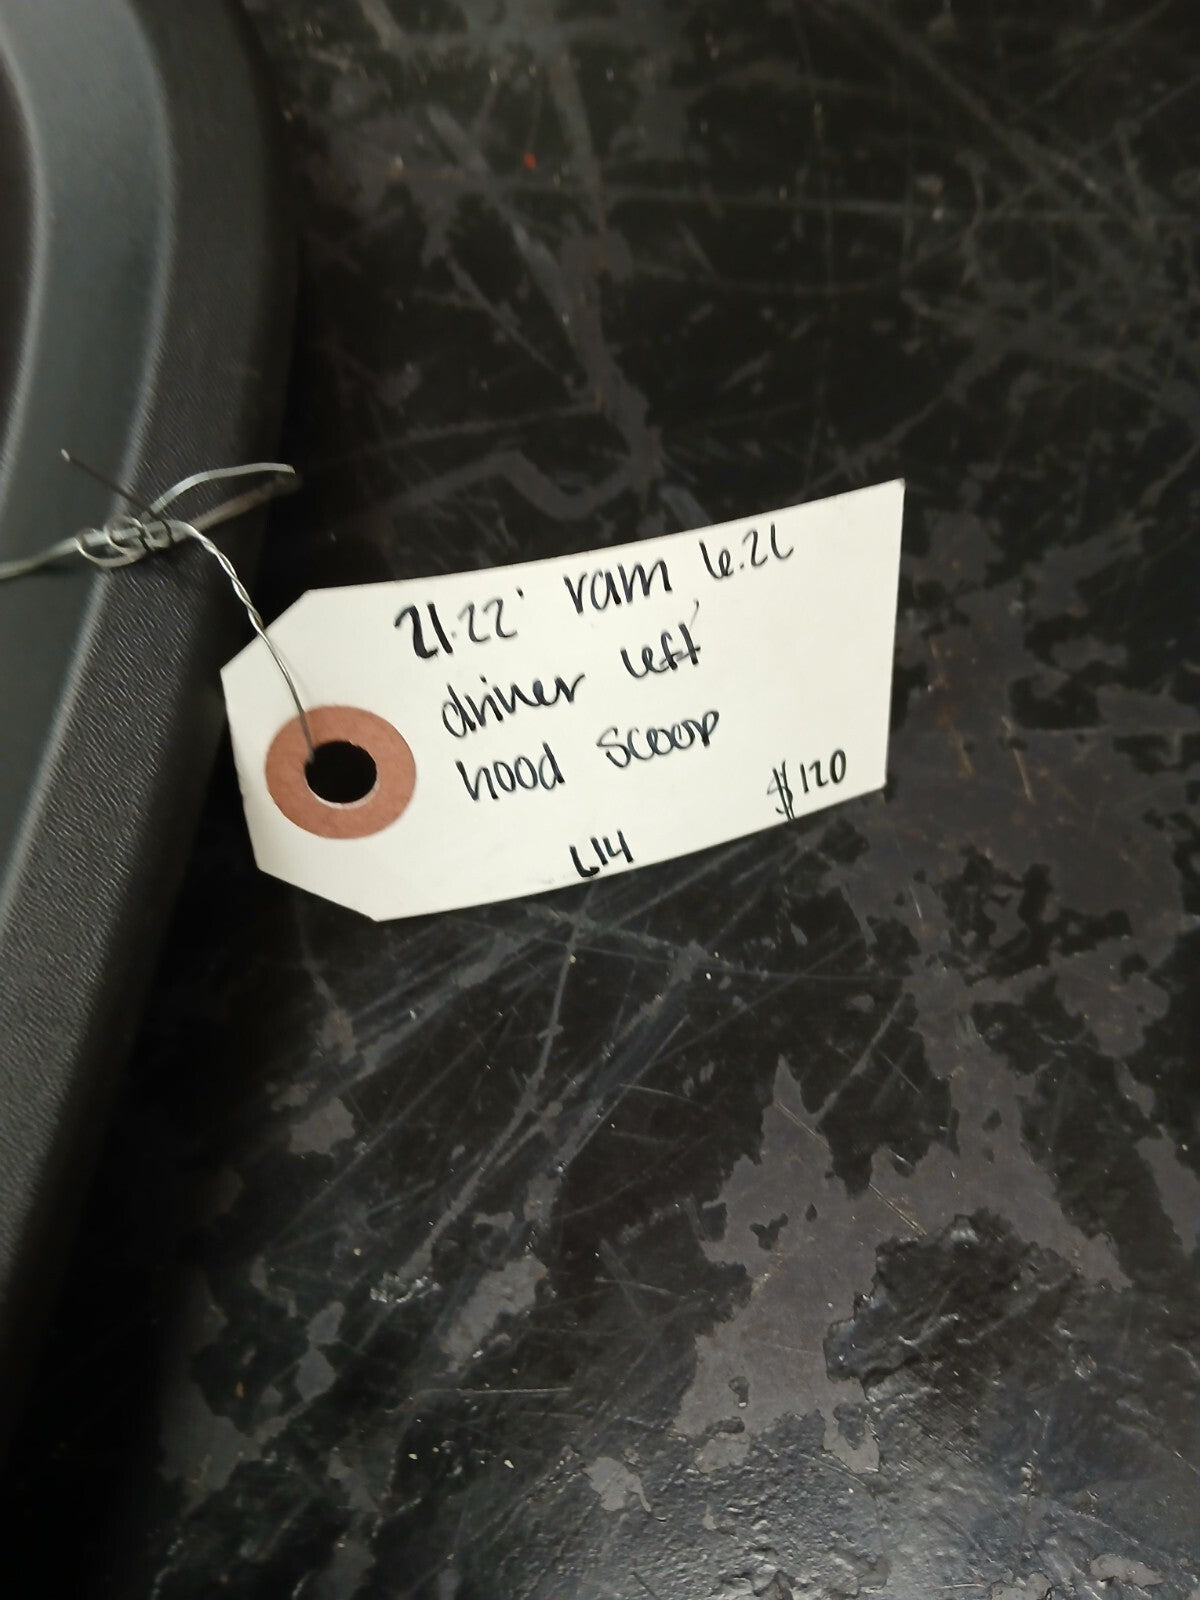 21-22' ram, 6.2L
driver left
hood scoop
$120
614